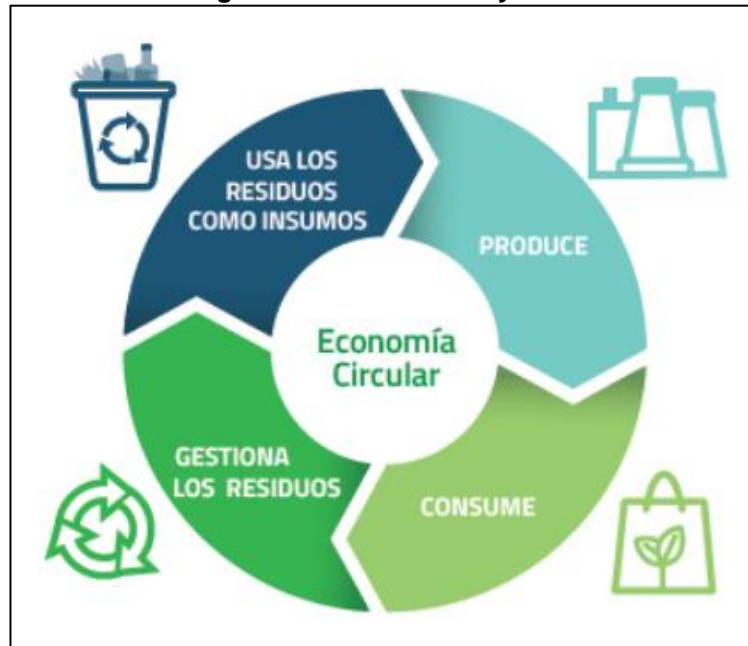 USA LOS
RESIDUOS
COMO INSUMOS
PRODUCE
Economía
Circular
GESTIONA
LOS RESIDUOS
CONSUME